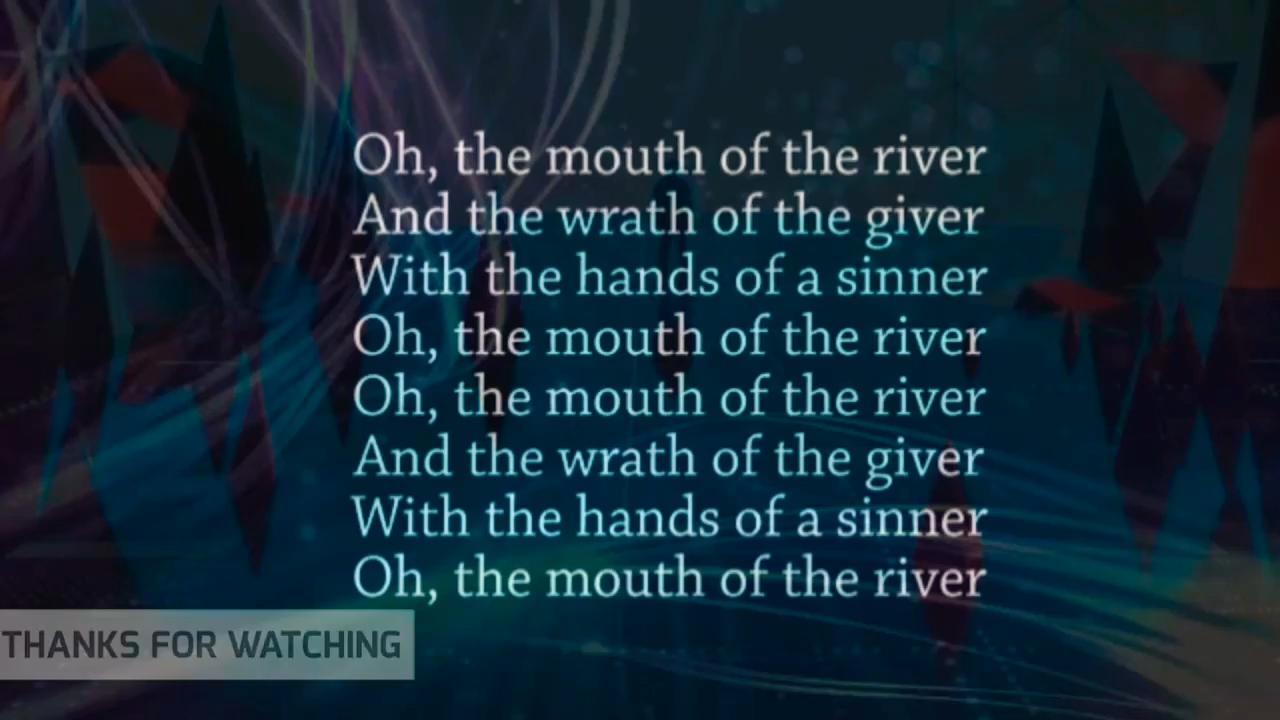 Oh, the mouth of the river
And the wrath of the giver
With the hands of a sinner
Oh, the mouth of the river
Oh, the mouth of the river
And the wrath of the giver
With the hands of a sinner
Oh, the mouth of the river
THANKS FOR WATCHING